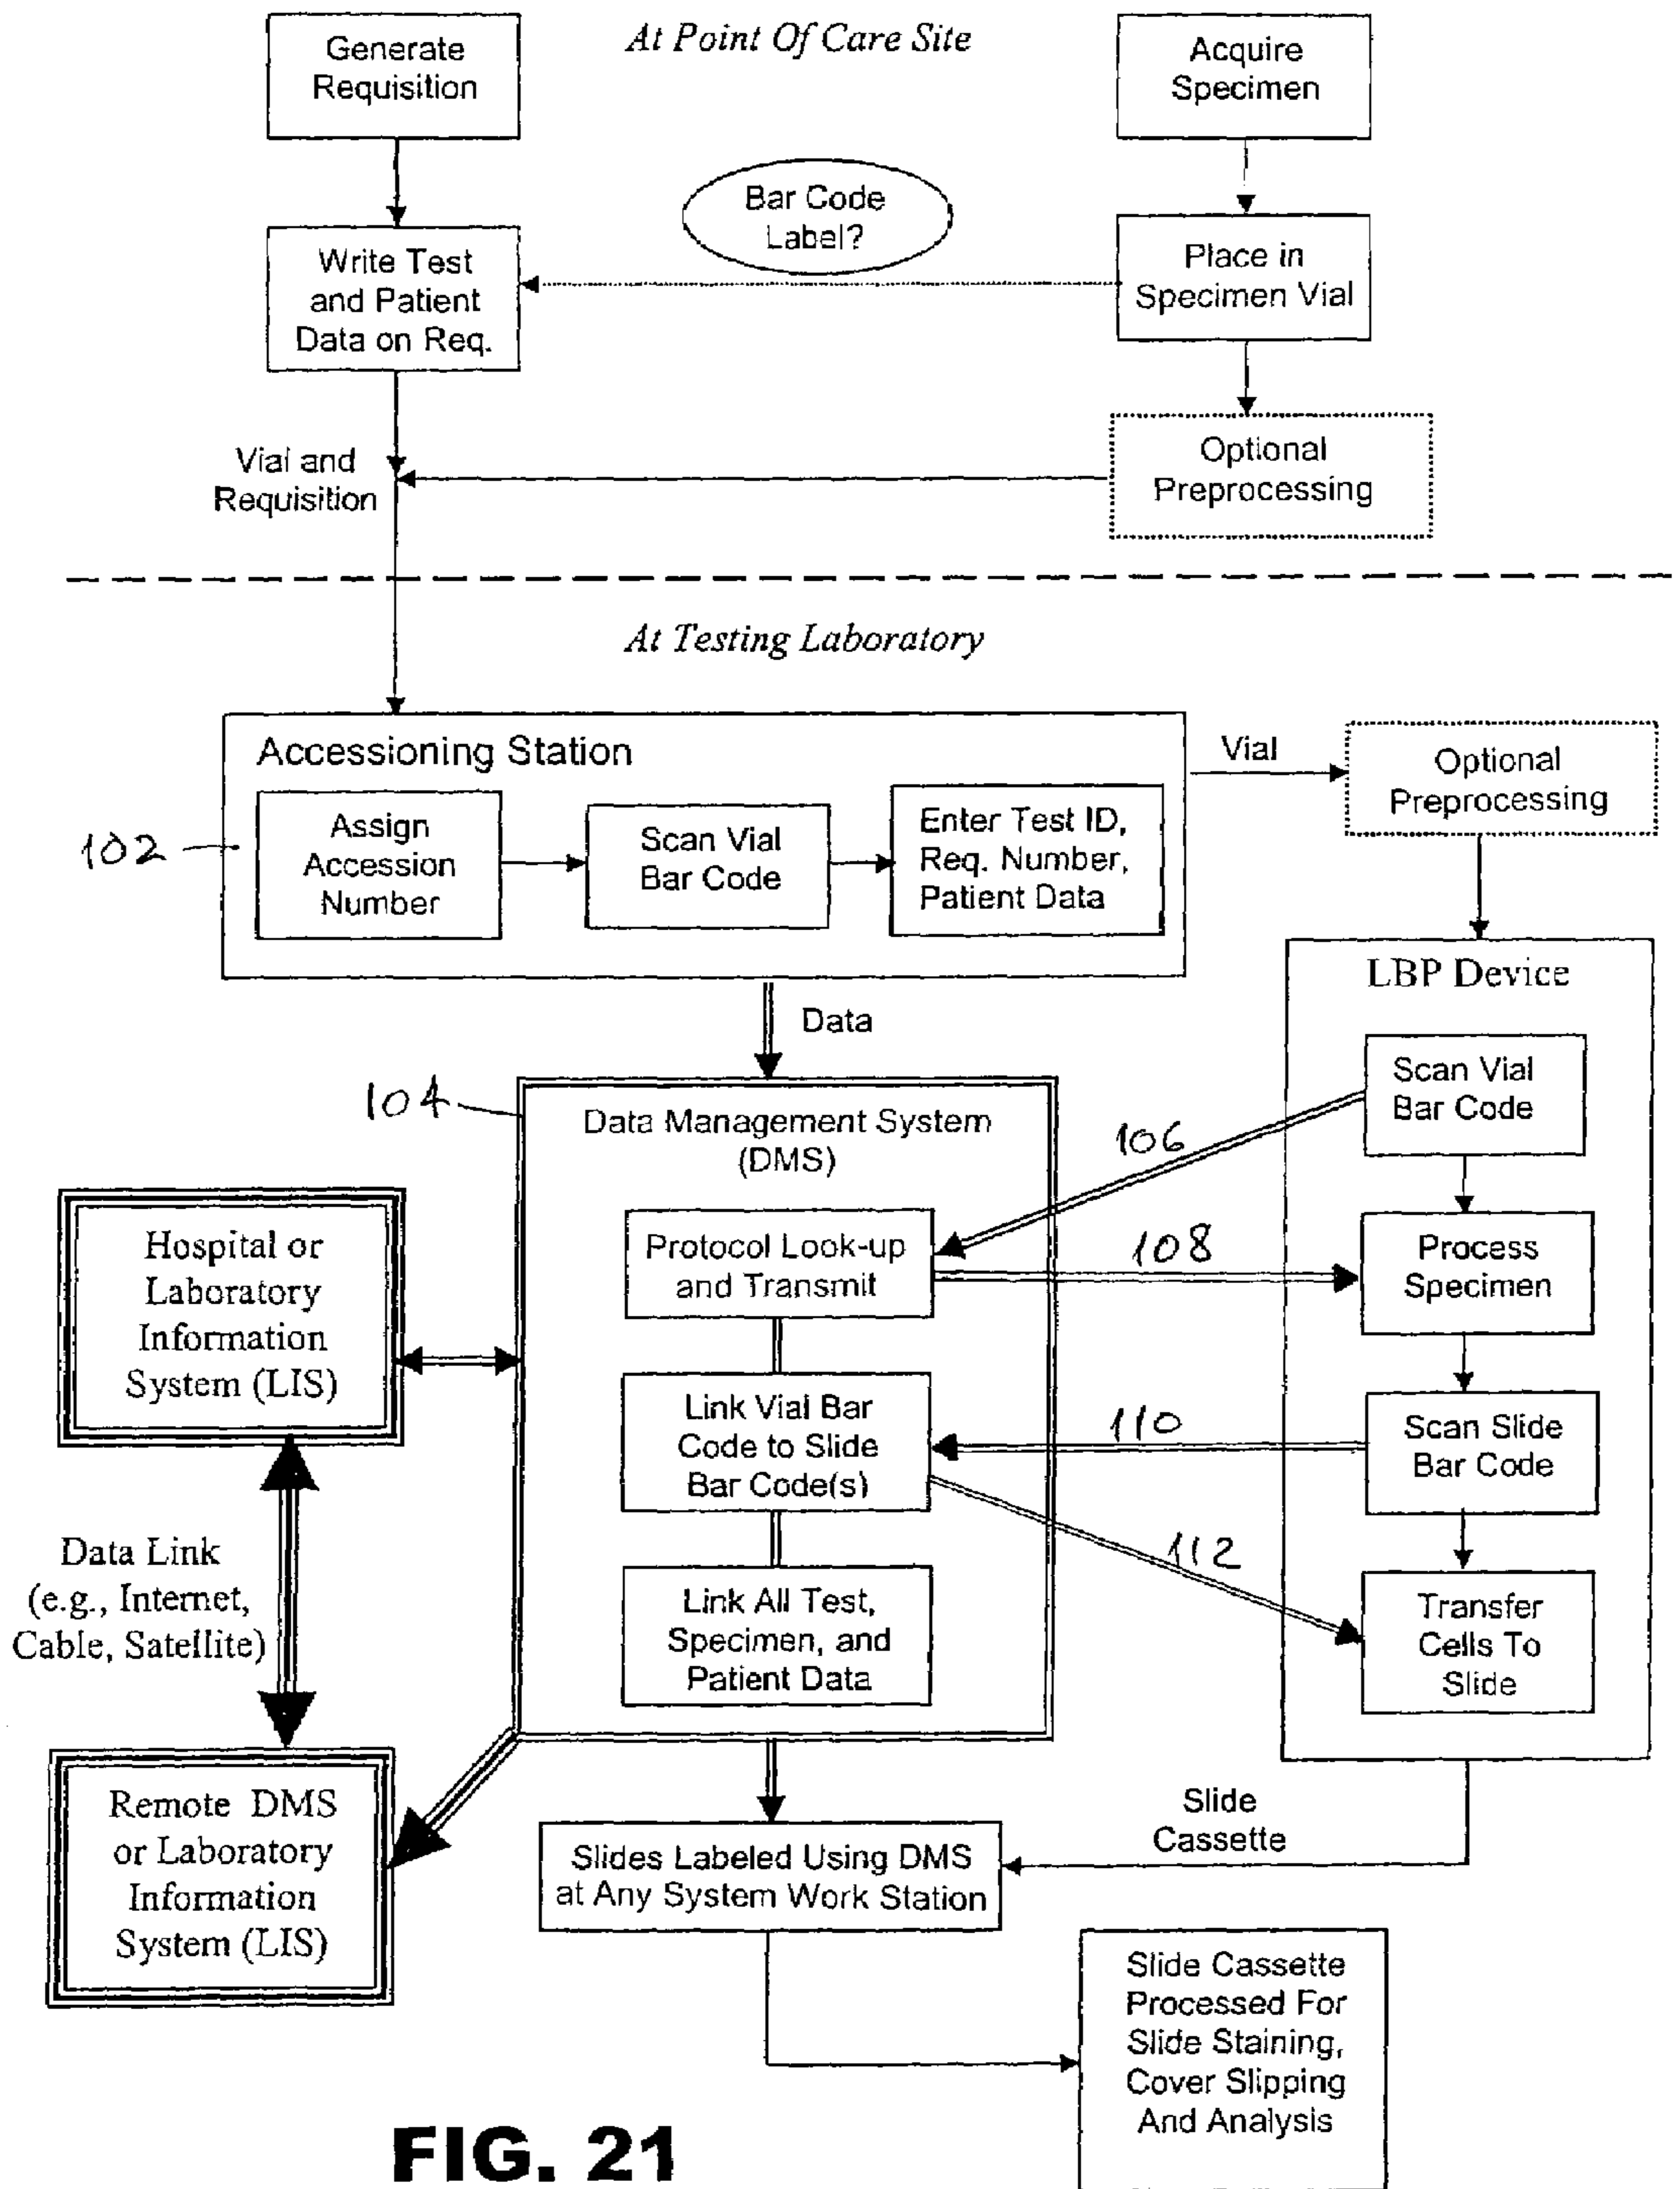 At Point Of Care Site
Generate
Requisition
Acquire
Specimen
Bar Code
Label?
Write Test
and Patient
Data on Req.
Place in
Specimen Vial
Vial and
Requisition
Optional
Preprocessing
At Testing Laboratory
Accessioning Station
102
Assign
Accession
Number
Scan Vial
Bar Code
Enter Test ID,
Req. Number,
Patient Data
Vial
Optional
Preprocessing
Data
LBP Device
Scan Vial
Bar Code
Process
Specimen
Scan Slide
Bar Code
Transfer
Cells To
Slide
104
Data Management System
(DMS)
Protocol Look-up
and Transmit
Link Vial Bar
Code to Slide
Bar Code(s)
Link All Test,
Specimen, and
Patient Data
106
108
110
112
Hospital or
Laboratory
Information
System (LIS)
Data Link
(e.g., Internet,
Cable, Satellite)
Remote DMS
or Laboratory
Information
System (LIS)
Slide
Cassette
Slides Labeled Using DMS
at Any System Work Station
Slide Cassette
Processed For
Slide Staining,
Cover Slipping
And Analysis
FIG. 21